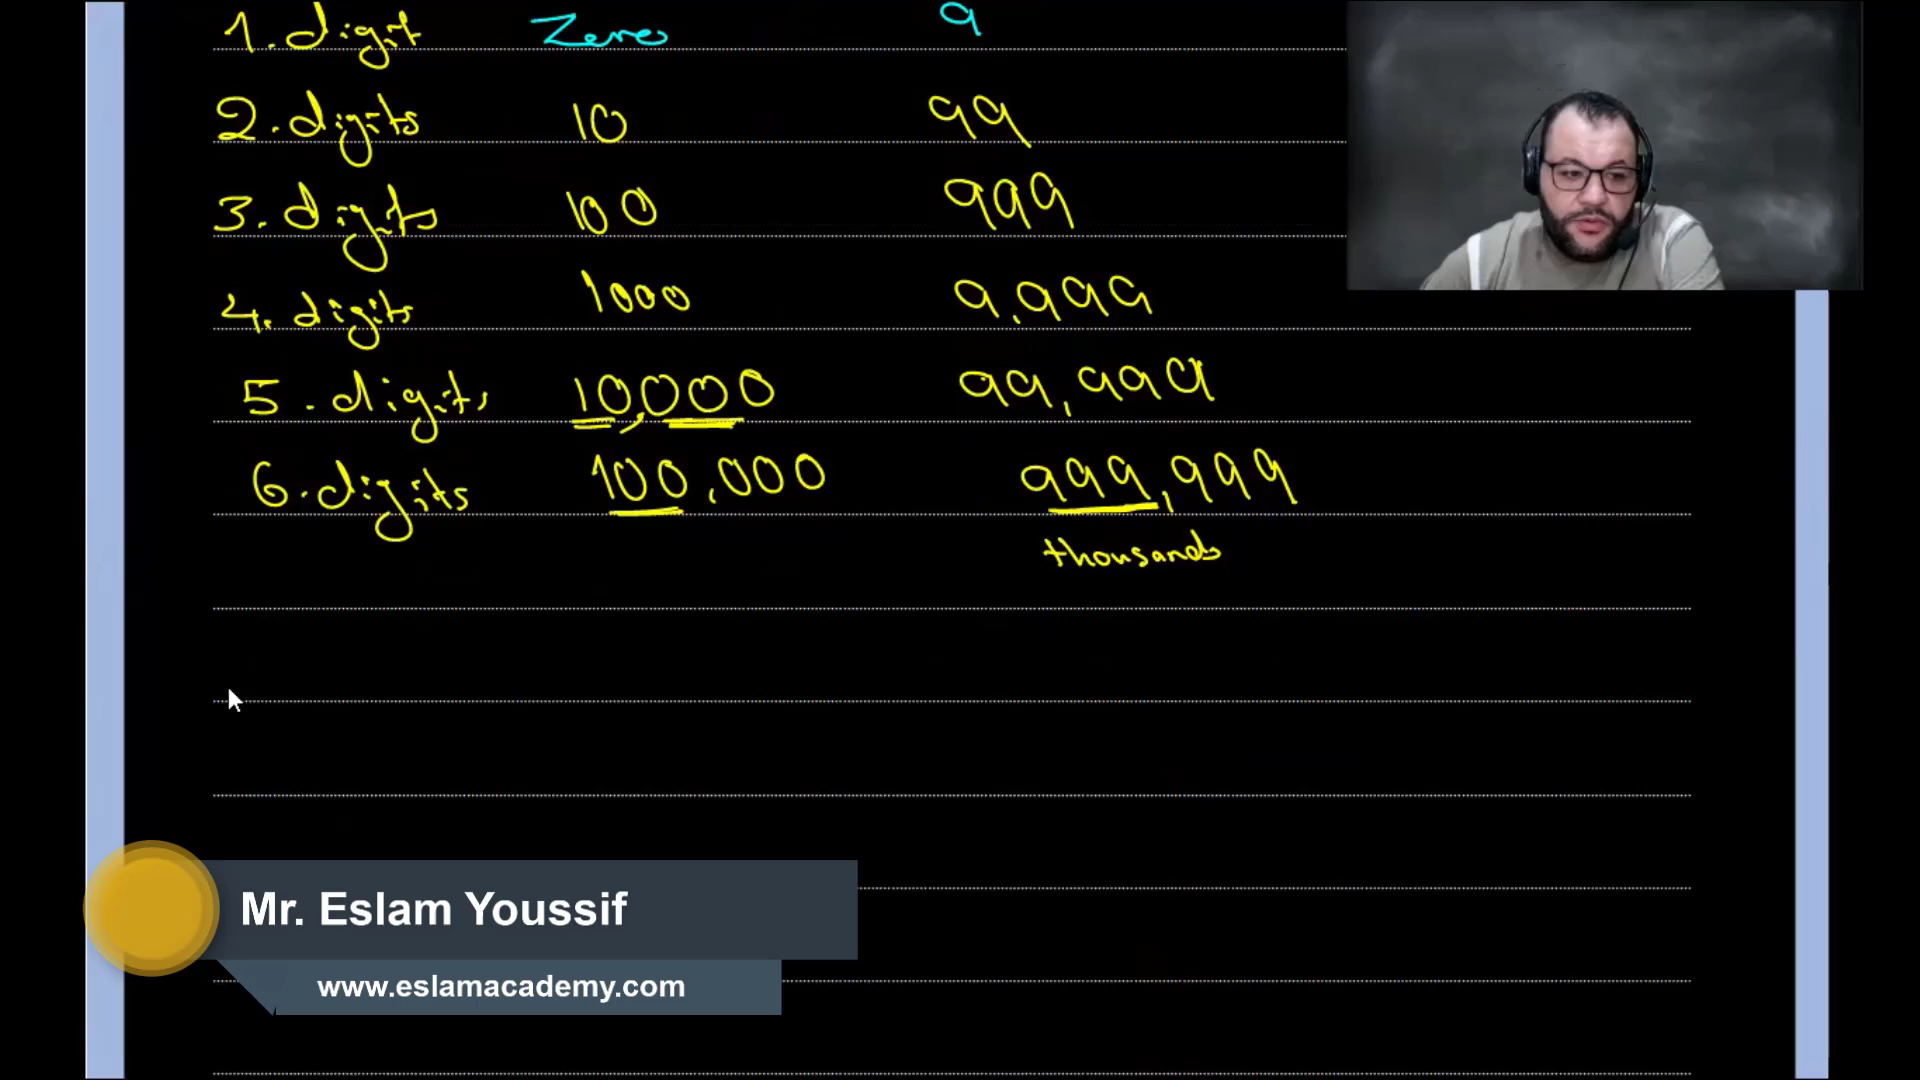 1. digit Zero 9
2. digits 10 99
3. digits 100 999
4. digits 1000 9,999
5. digits 10,000 99,999
6. digits 100,000 999,999
thousands
Mr. Eslam Youssif
www.eslamacademy.com